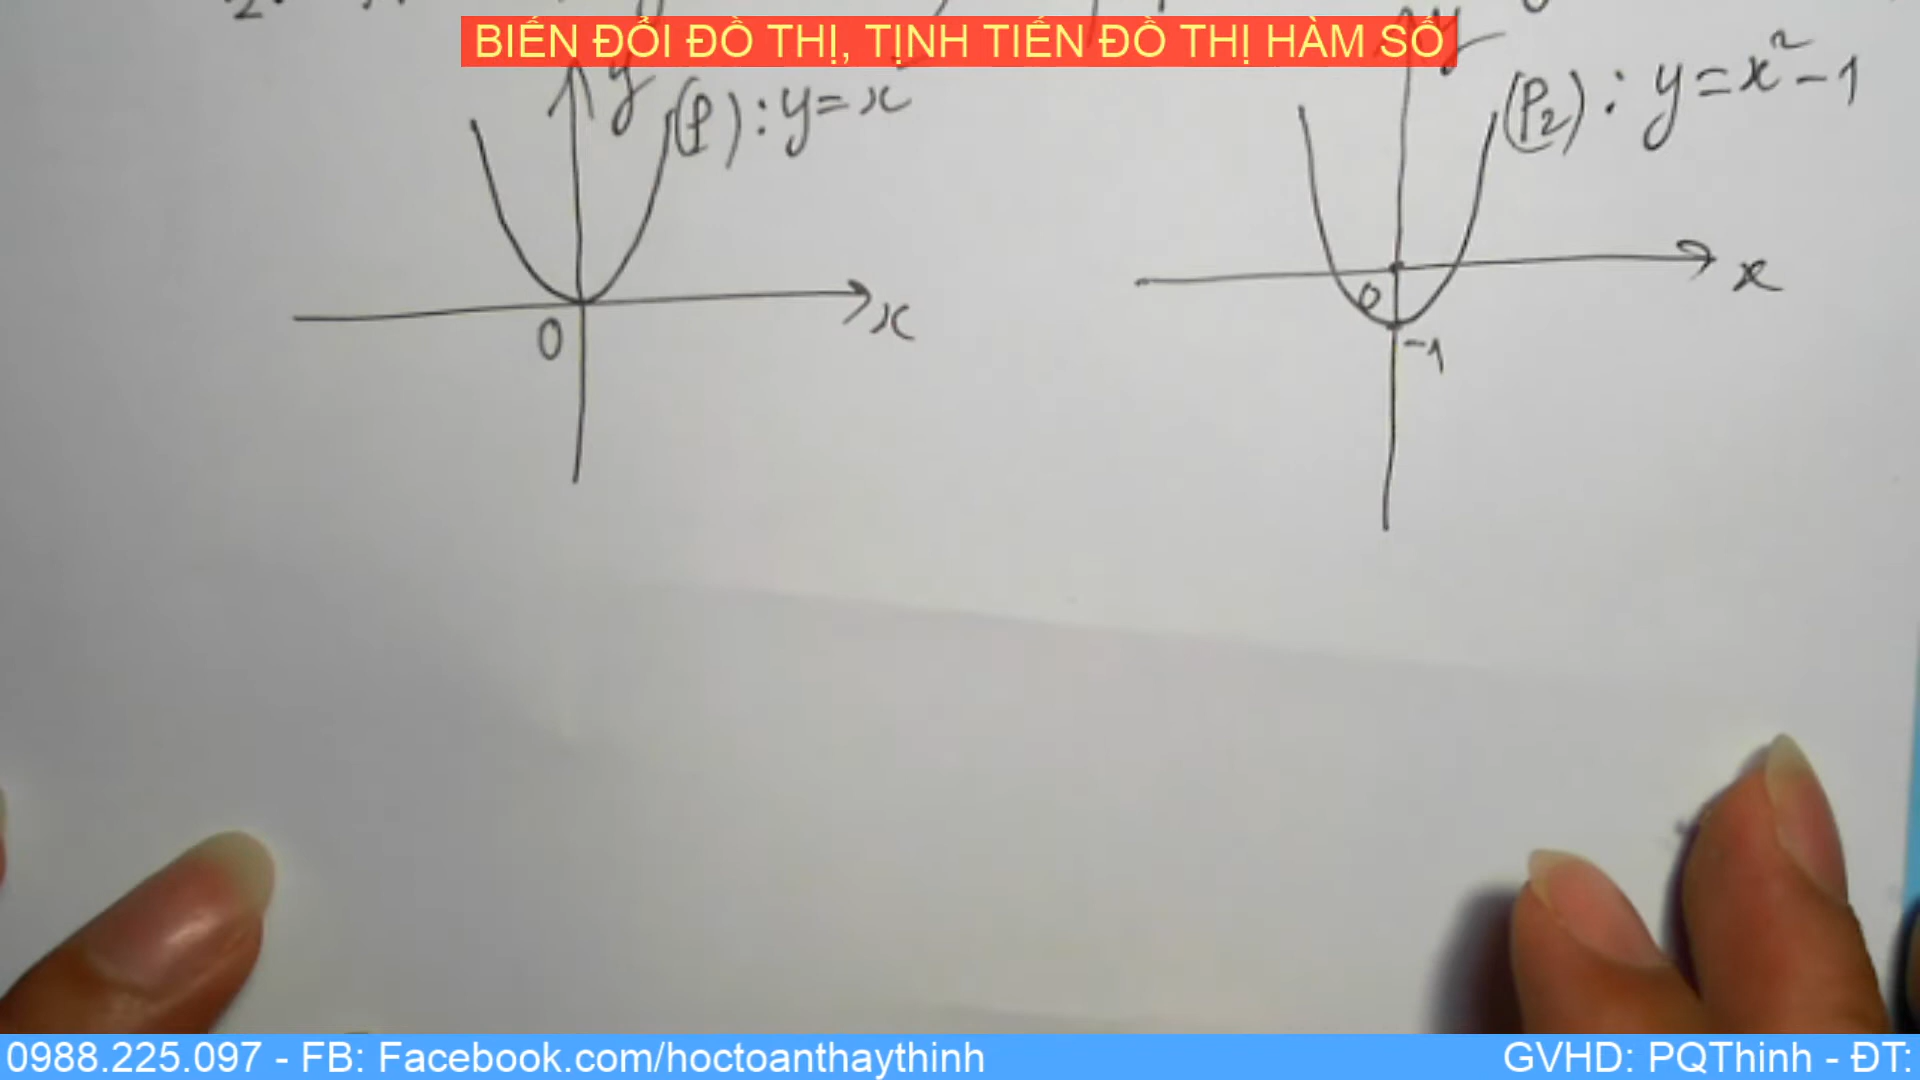 BIẾN ĐỔI ĐỒ THỊ, TỊNH TIẾN ĐỒ THỊ HÀM SỐ
y
(P) : y = x²
x
0
y
(P₂) : y = x² - 1
x
0
-1
0988.225.097 - FB: Facebook.com/hoctoanthaythinh
GVHD: PQThinh - ĐT: